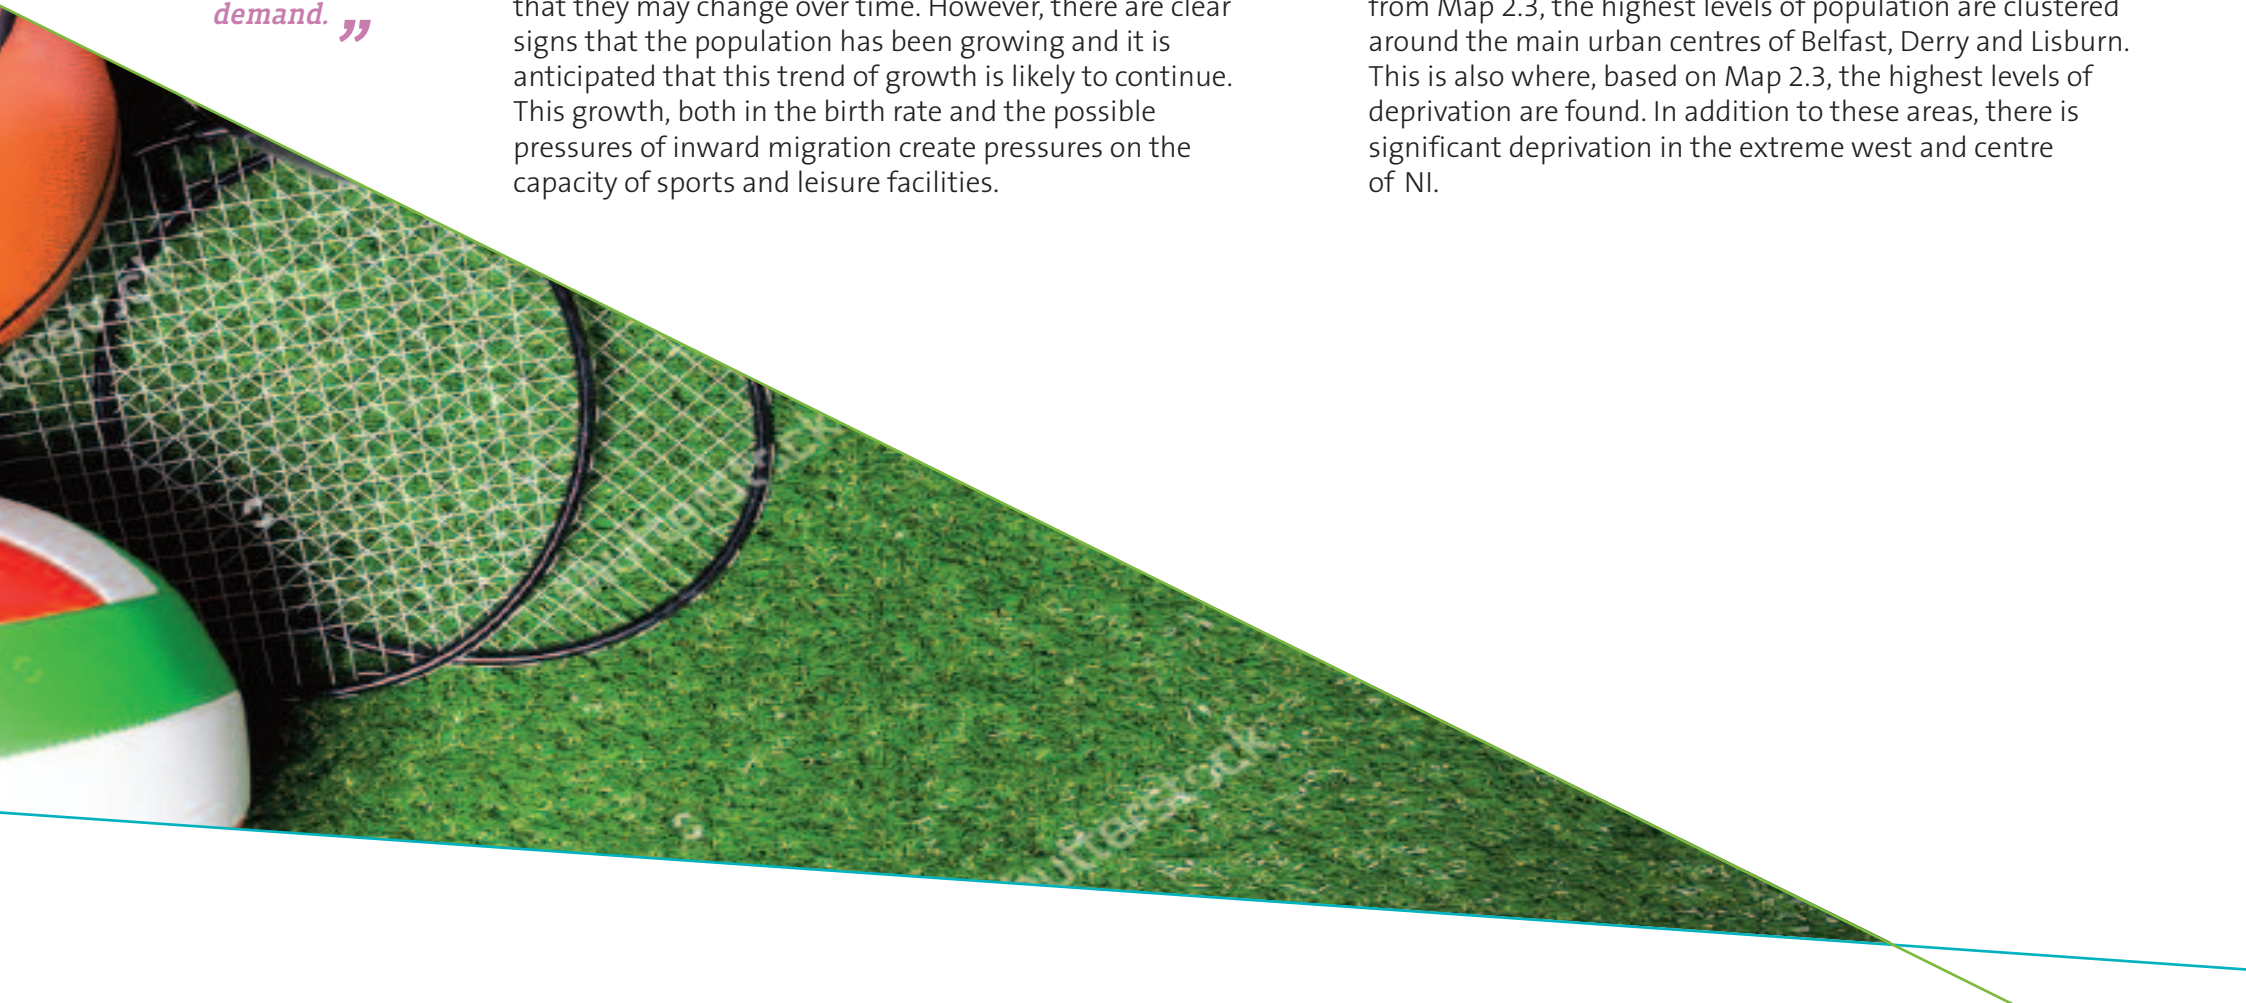 demand. ”
that they may change over time. However, there are clear
signs that the population has been growing and it is
anticipated that this trend of growth is likely to continue.
This growth, both in the birth rate and the possible
pressures of inward migration create pressures on the
capacity of sports and leisure facilities.
from Map 2.3, the highest levels of population are clustered
around the main urban centres of Belfast, Derry and Lisburn.
This is also where, based on Map 2.3, the highest levels of
deprivation are found. In addition to these areas, there is
significant deprivation in the extreme west and centre
of NI.
shutterstock
utterstock